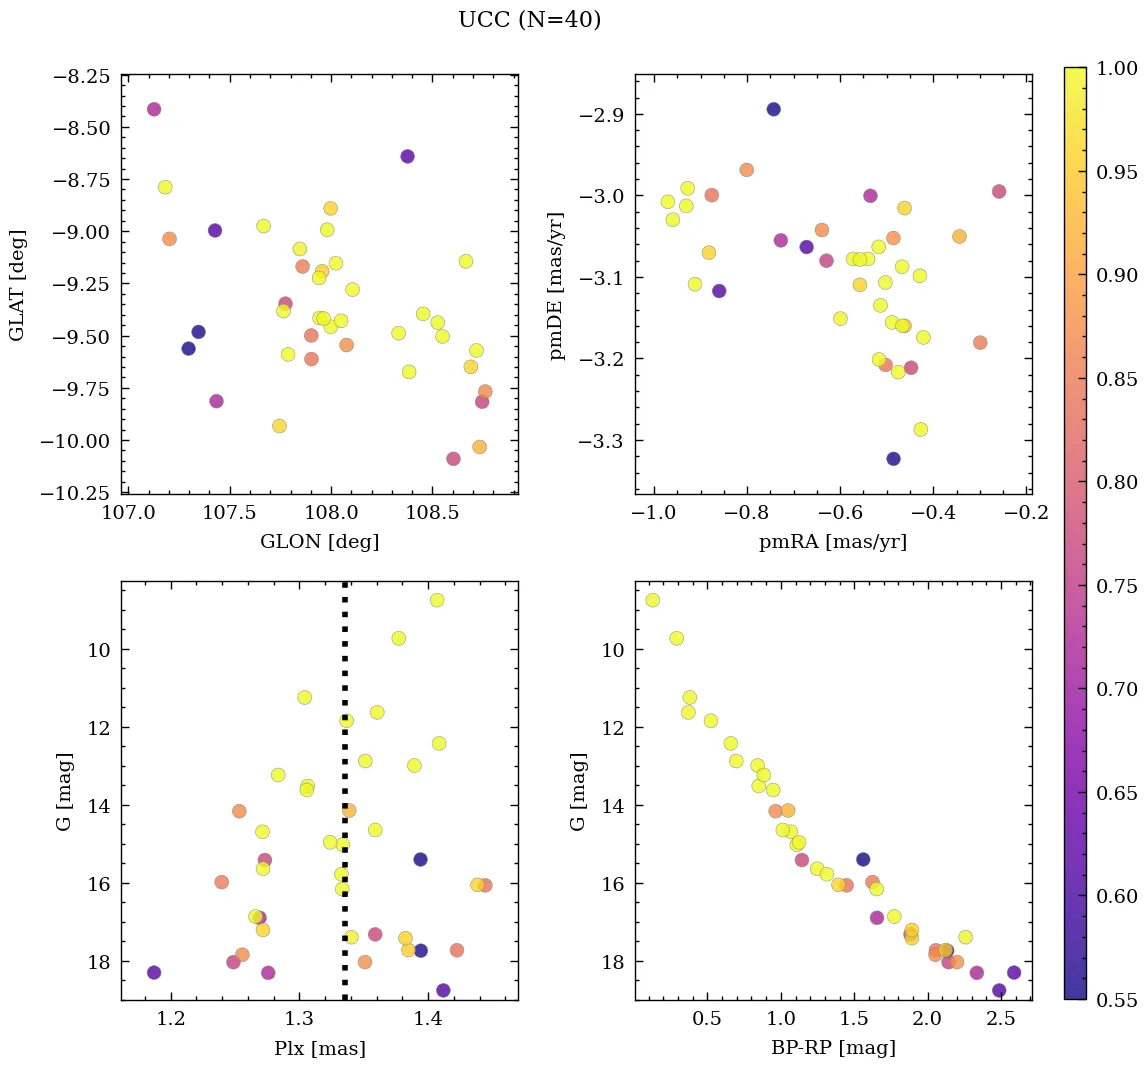 UCC (N=40)
−8.25
−8.50
−8.75
−9.00
−9.25
−9.50
−9.75
−10.00
−10.25
GLAT [deg]
107.0 107.5 108.0 108.5
GLON [deg]
−2.9
−3.0
−3.1
−3.2
−3.3
pmDE [mas/yr]
−1.0 −0.8 −0.6 −0.4 −0.2
pmRA [mas/yr]
10
12
14
16
18
G [mag]
1.2 1.3 1.4
Plx [mas]
10
12
14
16
18
G [mag]
0.5 1.0 1.5 2.0 2.5
BP-RP [mag]
1.00
0.95
0.90
0.85
0.80
0.75
0.70
0.65
0.60
0.55